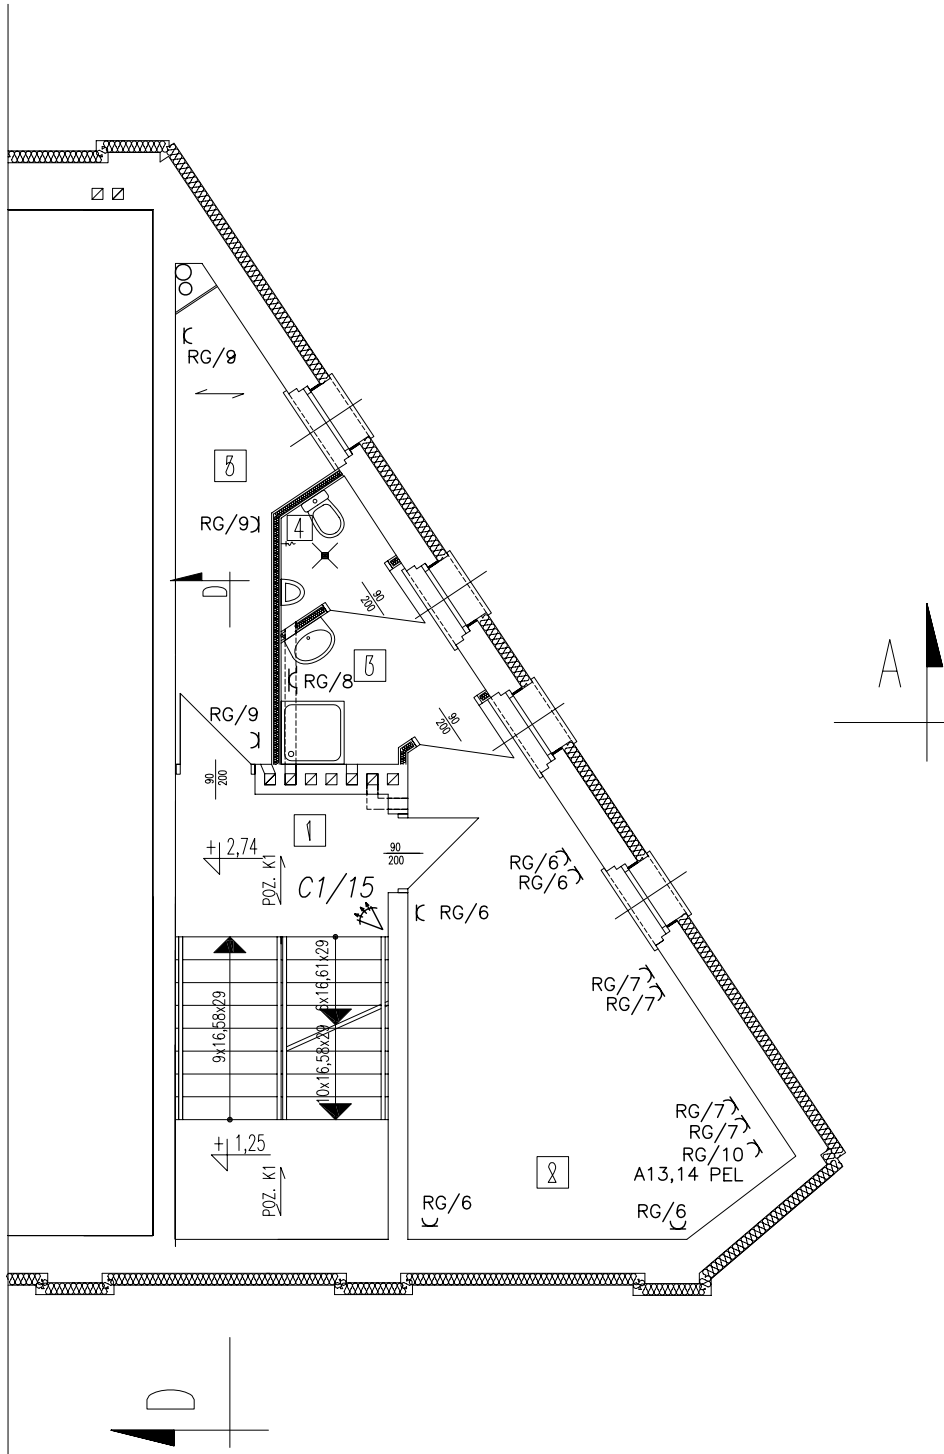 RG/9
5
RG/9
4
D
90
200
3
RG/8
A
RG/9
90
200
90
200
1
+2,74
POZ. K1
C1/15
90
200
RG/6
RG/6
RG/6
9x16,58x29
6x16,61x29
10x16,58x29
RG/7
RG/7
+1,25
POZ. K1
RG/7
RG/7
RG/10
A13,14 PEL
2
RG/6
RG/6
D